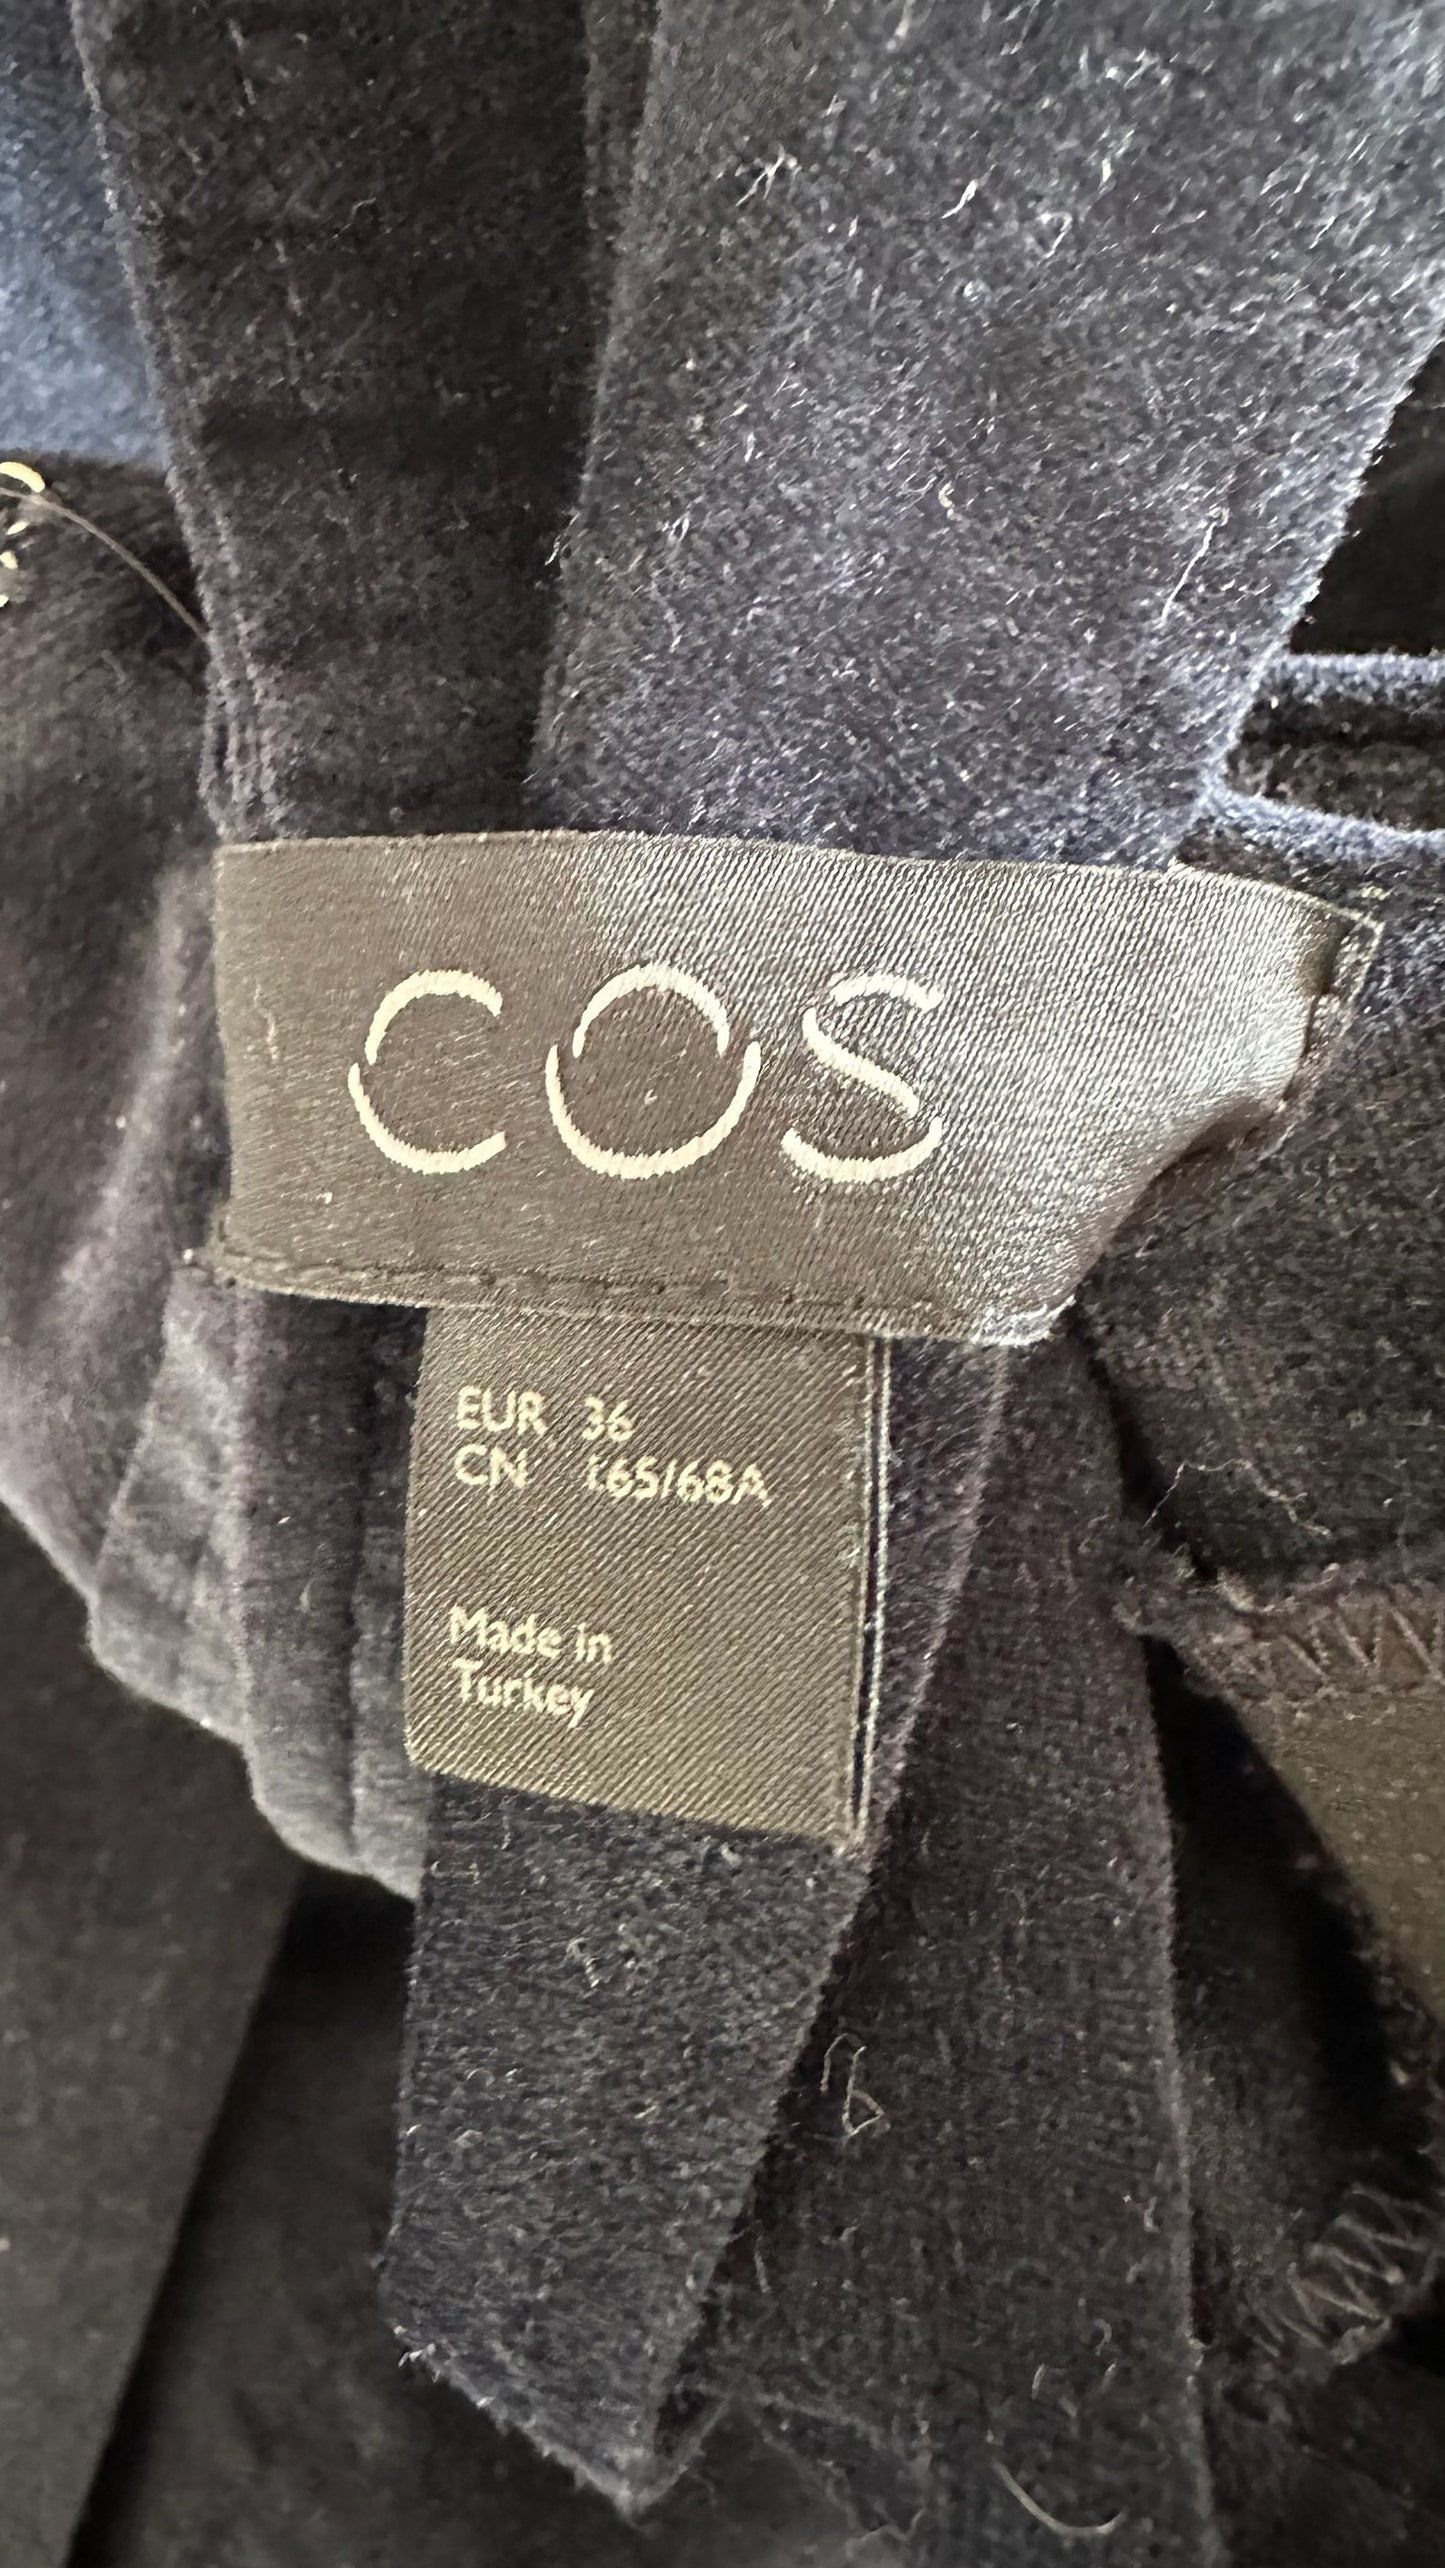 COS
EUR 36
CN 165/68A
Made in
Turkey